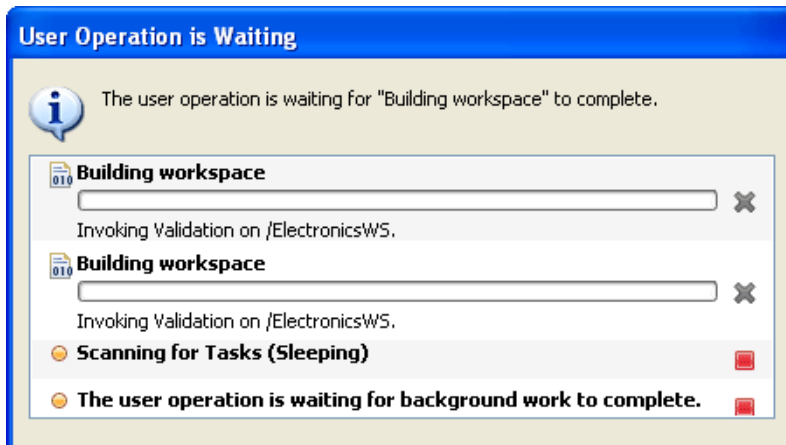 User Operation is Waiting
The user operation is waiting for "Building workspace" to complete.
010
Building workspace
Invoking Validation on /ElectronicsWS.
010
Building workspace
Invoking Validation on /ElectronicsWS.
Scanning for Tasks (Sleeping)
The user operation is waiting for background work to complete.